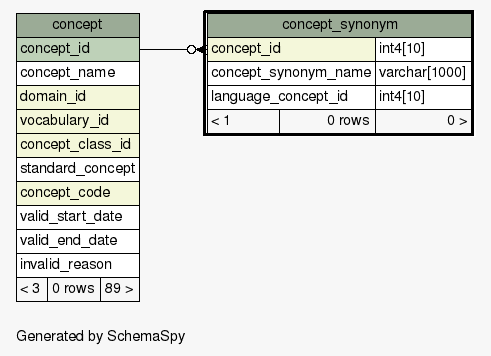 concept
concept_id
concept_name
domain_id
vocabulary_id
concept_class_id
standard_concept
concept_code
valid_start_date
valid_end_date
invalid_reason
< 3 0 rows 89 >
concept_synonym
concept_id int4[10]
concept_synonym_name varchar[1000]
language_concept_id int4[10]
< 1 0 rows 0 >
Generated by SchemaSpy